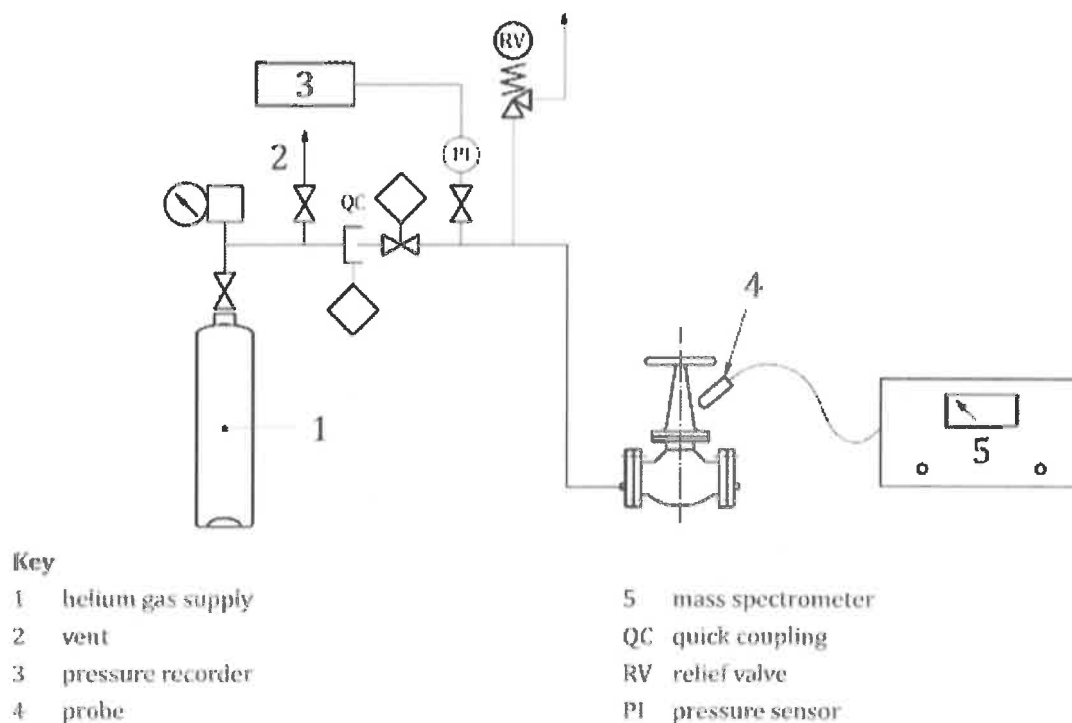 RV
3
2
PI
QC
4
1
5
Key
1 helium gas supply
2 vent
3 pressure recorder
4 probe
5 mass spectrometer
QC quick coupling
RV relief valve
PI pressure sensor